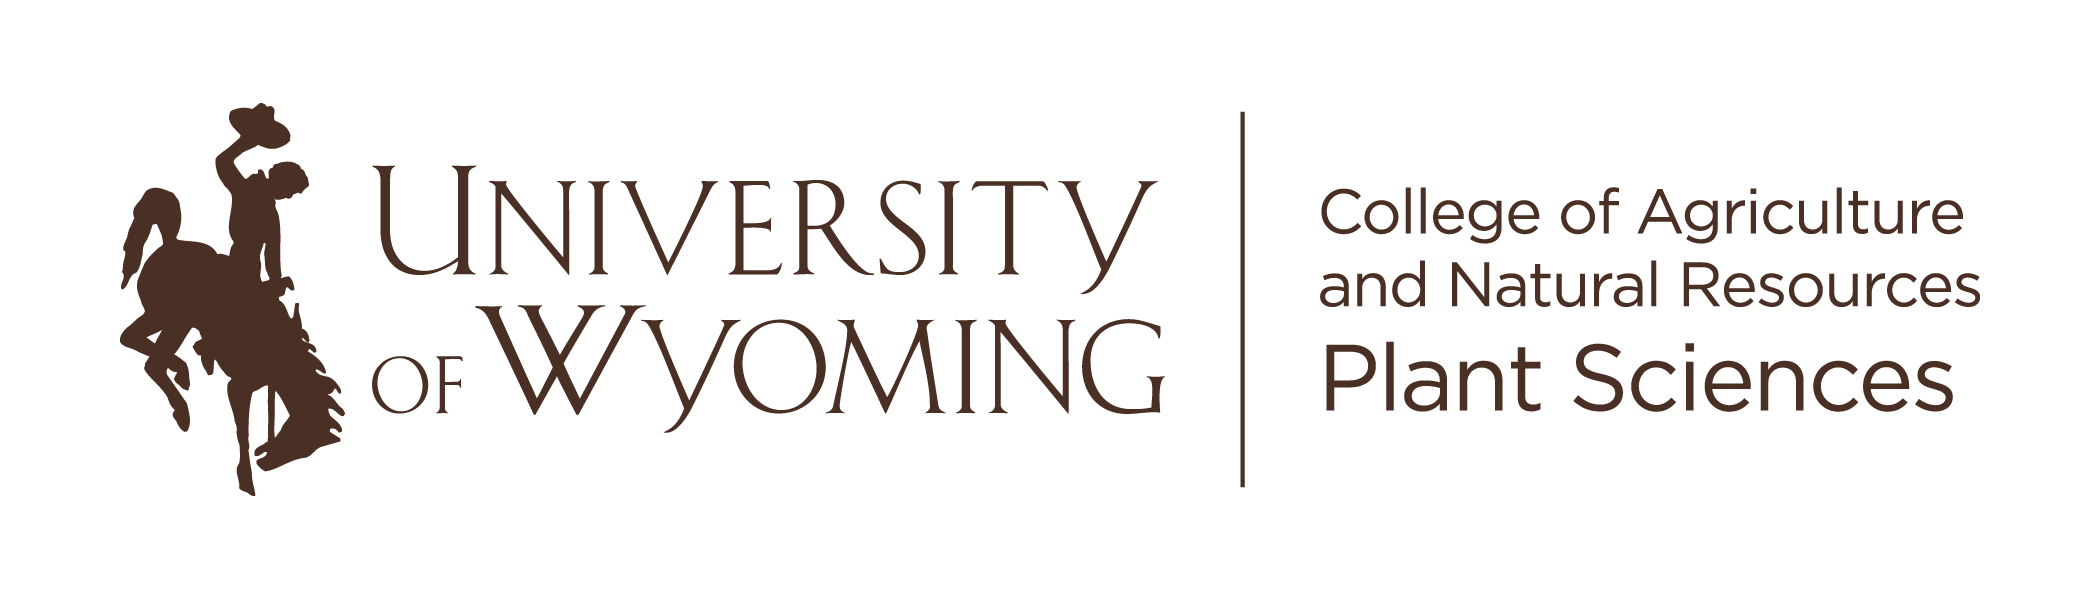 UNIVERSITY
OF WYOMING
College of Agriculture
and Natural Resources
Plant Sciences